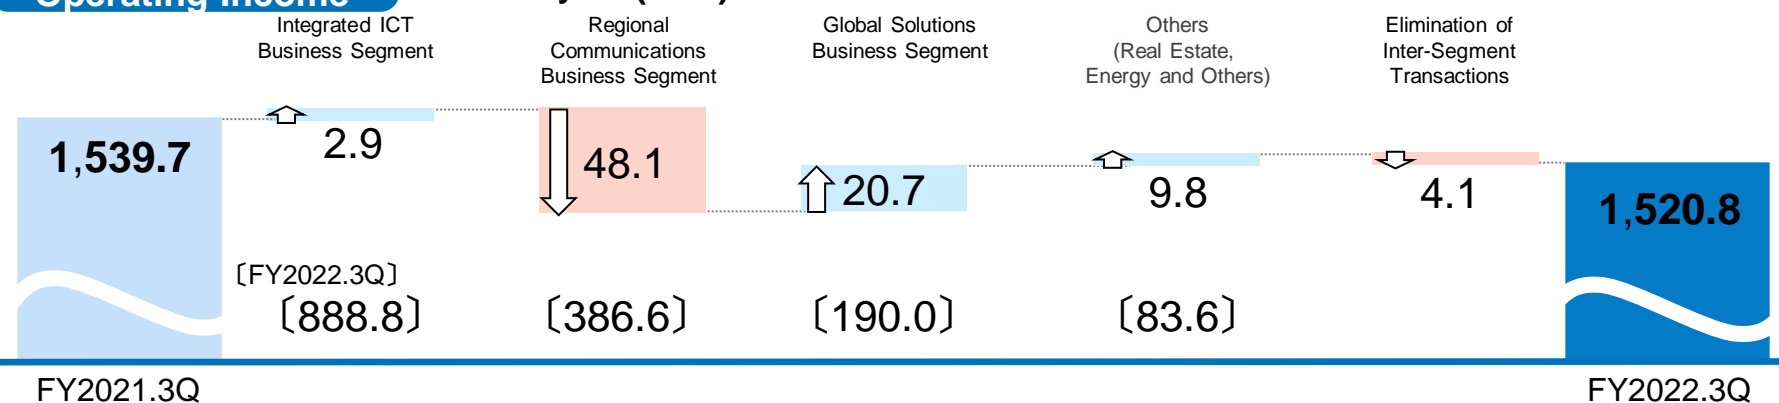 Operating Income
Integrated ICT
Business Segment
Regional
Communications
Business Segment
Global Solutions
Business Segment
Others
(Real Estate,
Energy and Others)
Elimination of
Inter-Segment
Transactions
1,539.7
2.9
48.1
20.7
9.8
4.1
1,520.8
〔FY2022.3Q〕
〔888.8〕
〔386.6〕
〔190.0〕
〔83.6〕
FY2021.3Q
FY2022.3Q